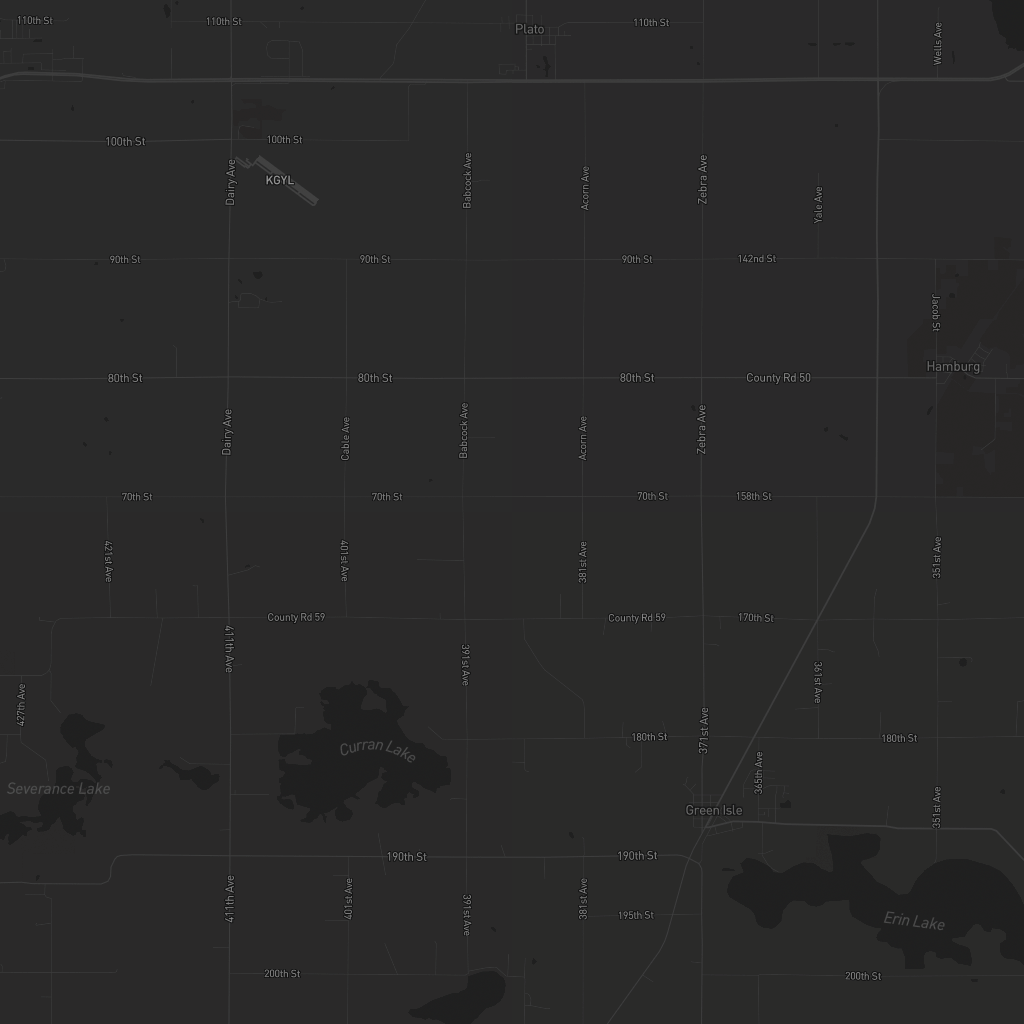 110th St
110th St
Plato
110th St
Wells Ave
100th St
100th St
Dairy Ave
KGYL
Babcock Ave
Acorn Ave
Zebra Ave
Yale Ave
90th St
90th St
90th St
142nd St
Jacob St
Hamburg
80th St
80th St
80th St
County Rd 50
Dairy Ave
Cable Ave
Babcock Ave
Acorn Ave
Zebra Ave
70th St
70th St
70th St
158th St
421st Ave
401st Ave
381st Ave
351st Ave
County Rd 59
County Rd 59
170th St
411th Ave
391st Ave
361st Ave
427th Ave
371st Ave
180th St
180th St
Curran Lake
365th Ave
Severance Lake
Green Isle
351st Ave
190th St
190th St
411th Ave
401st Ave
391st Ave
381st Ave
195th St
Erin Lake
200th St
200th St